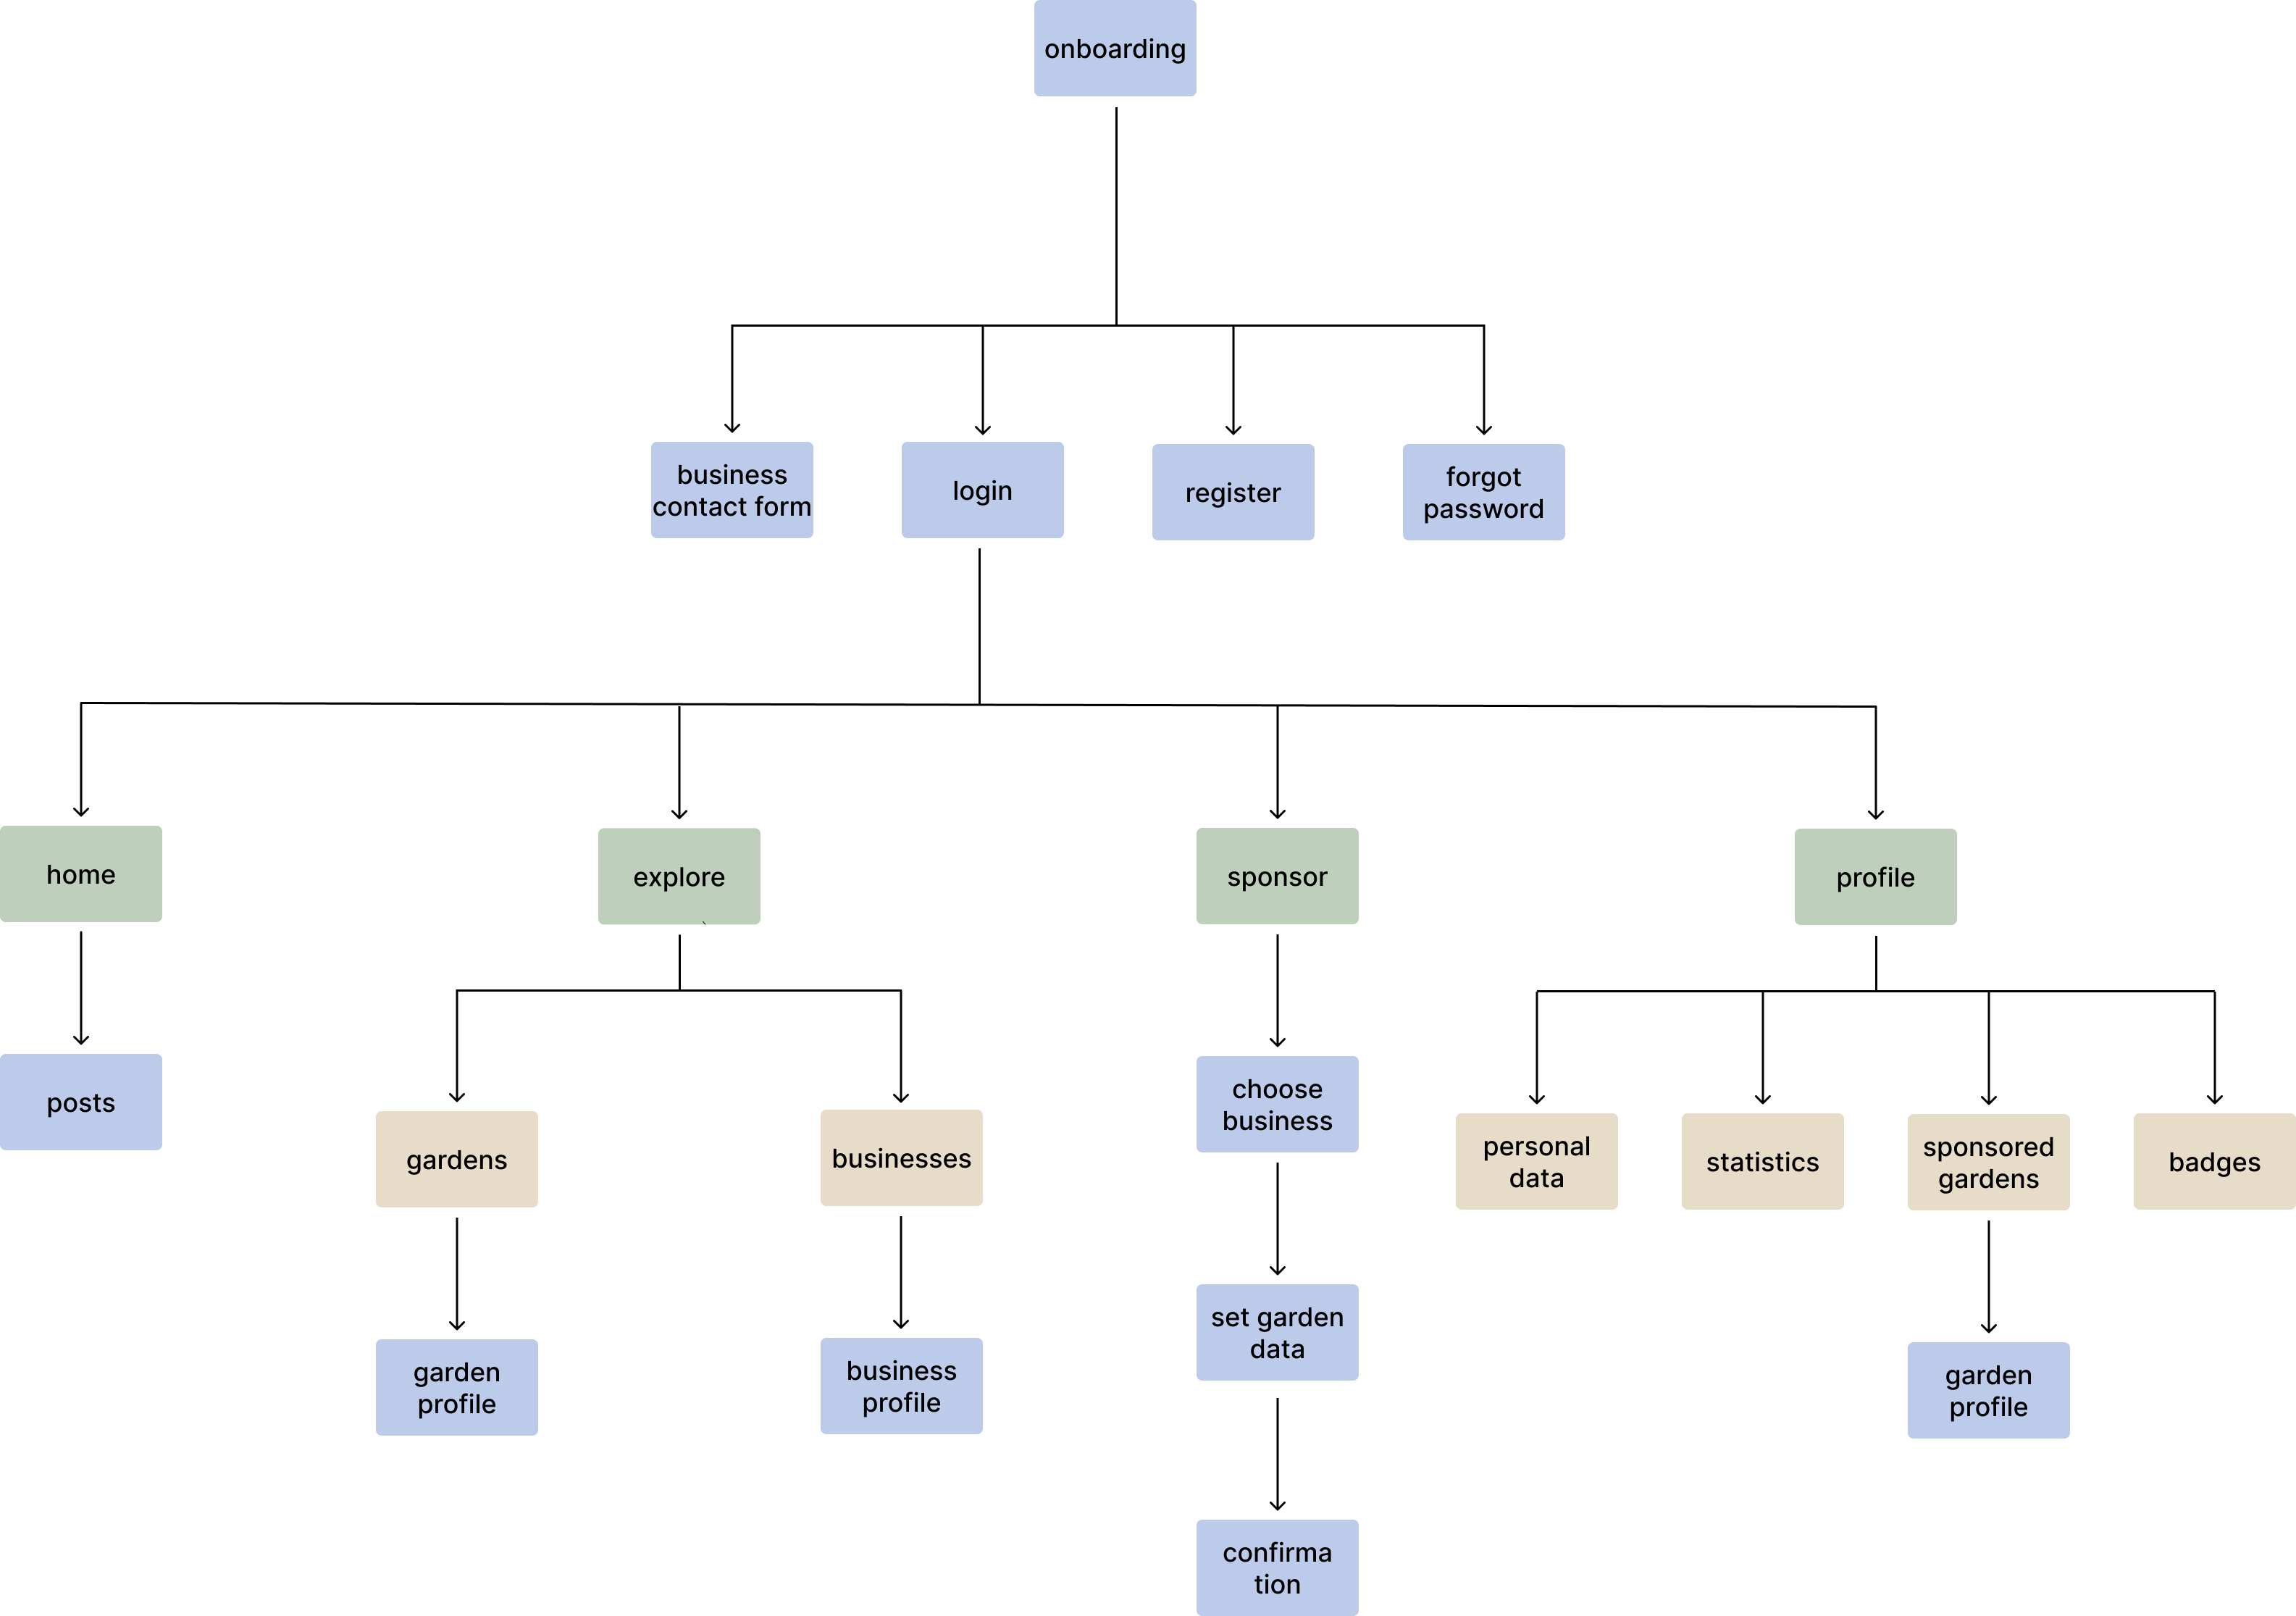 onboarding
business
contact form
login
register
forgot
password
home
explore
sponsor
profile
posts
gardens
businesses
choose
business
personal
data
statistics
sponsored
gardens
badges
garden
profile
business
profile
set garden
data
garden
profile
confirma
tion